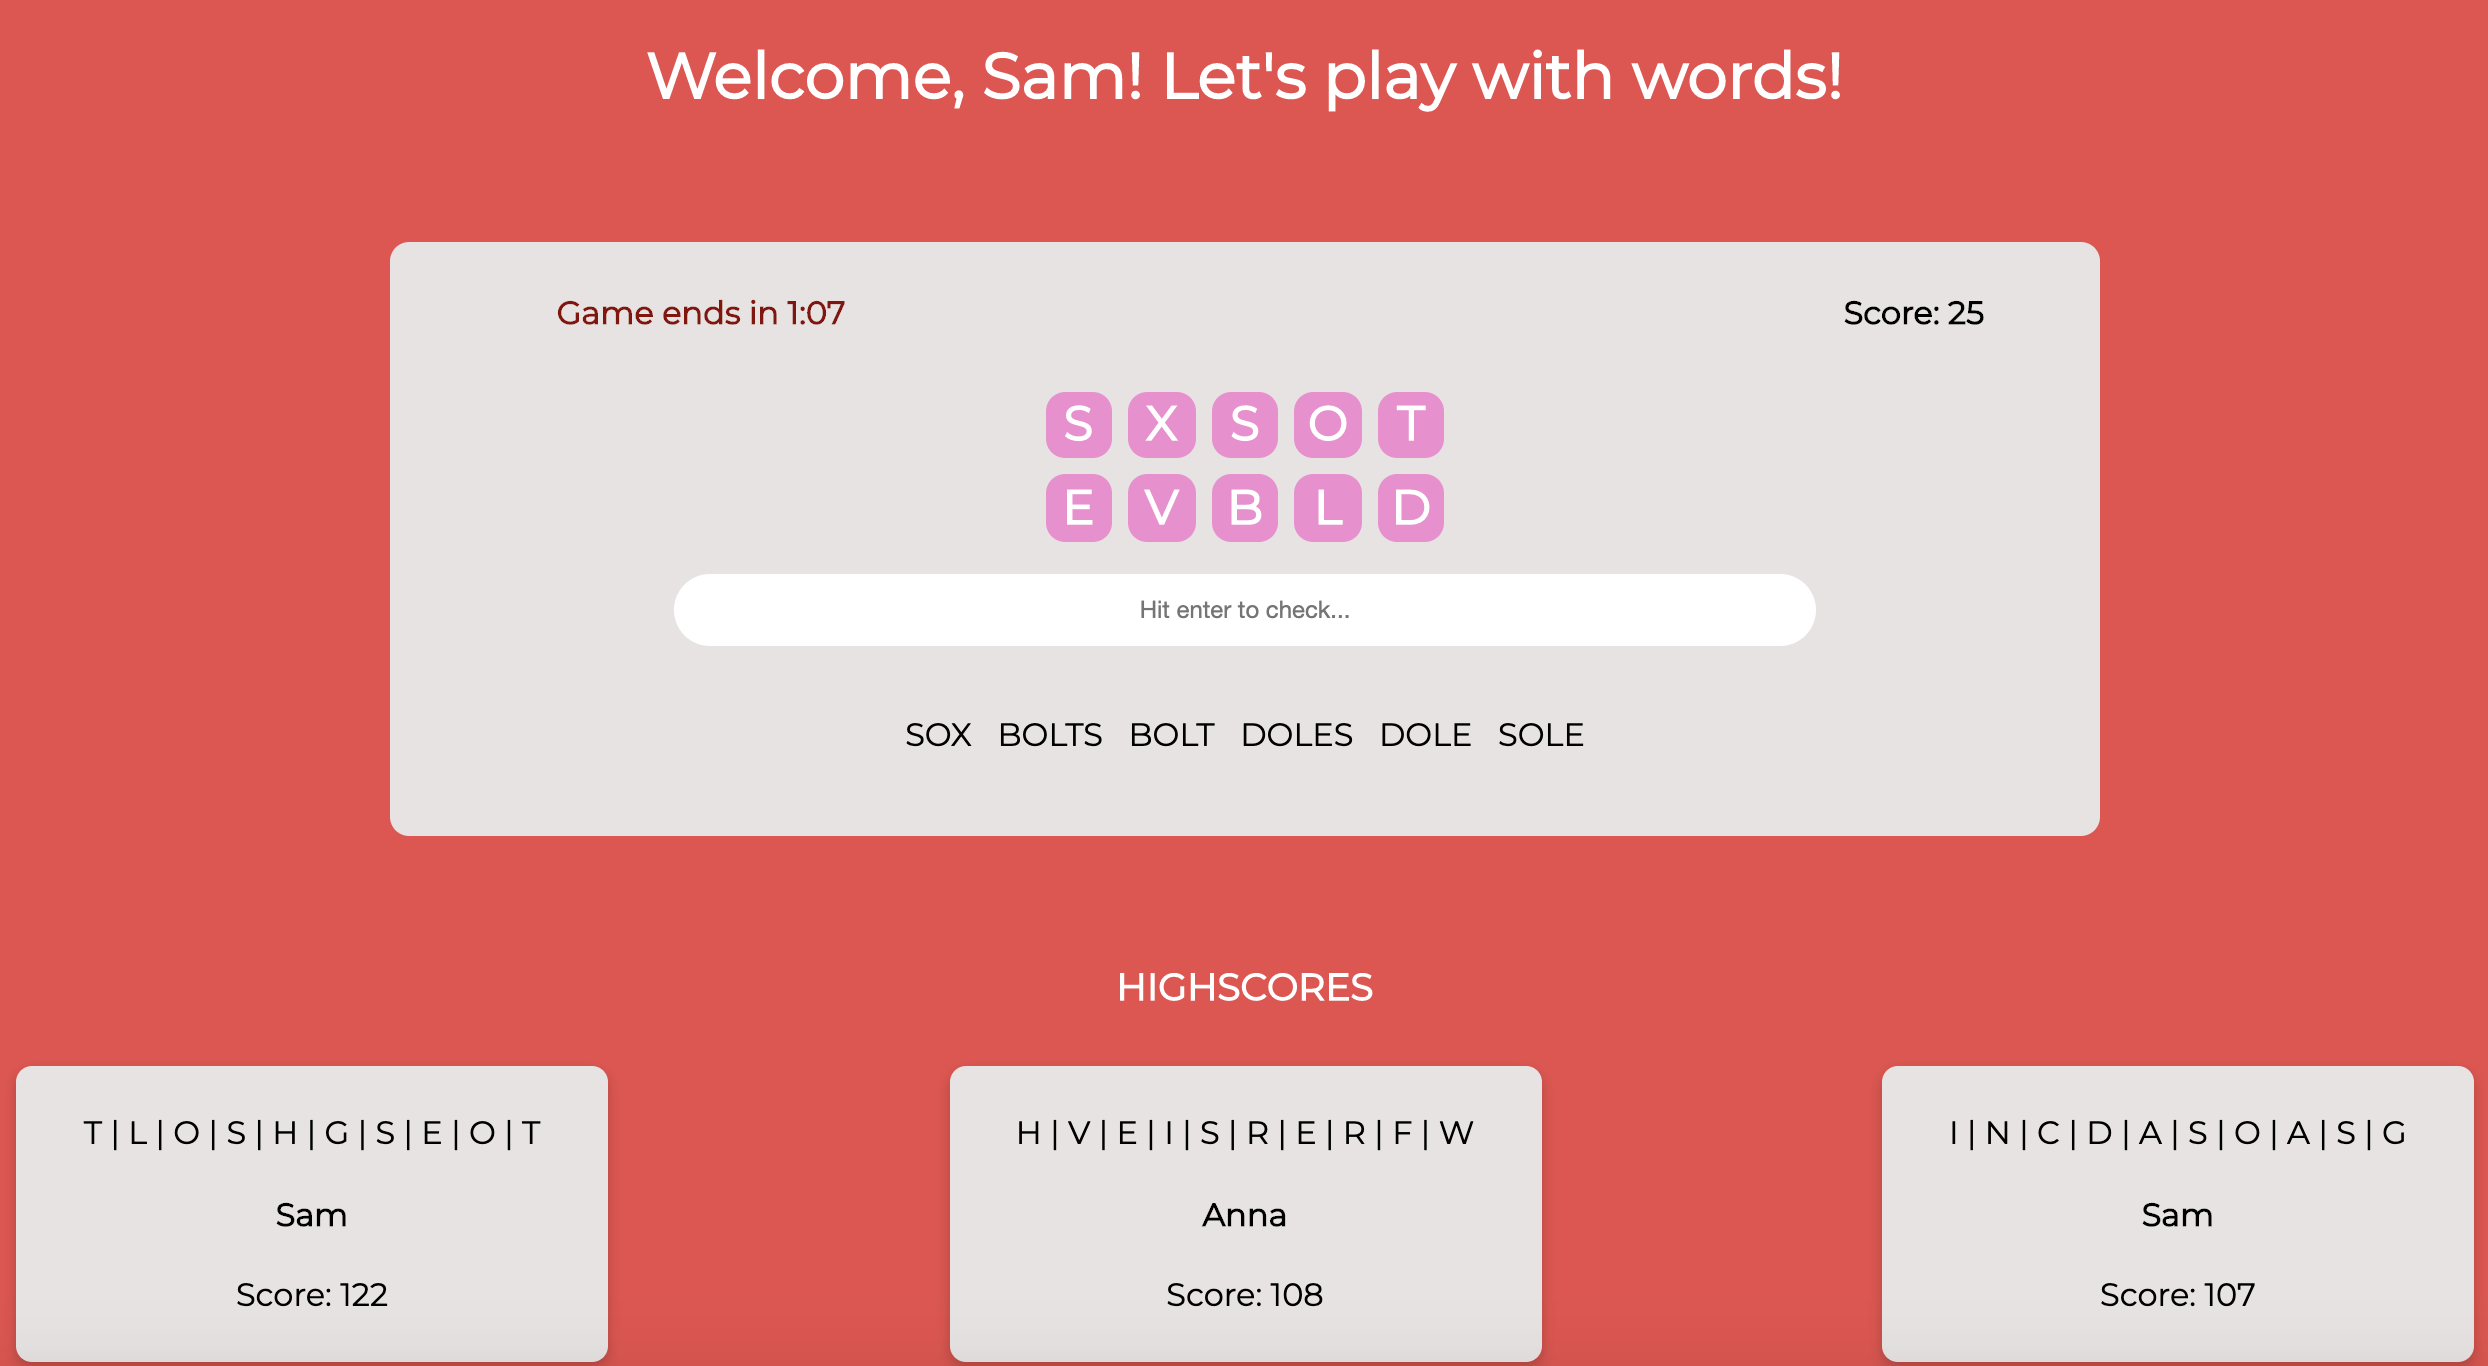 Welcome, Sam! Let's play with words!
Game ends in 1:07 Score: 25
S X S O T
E V B L D
Hit enter to check...
SOX BOLTS BOLT DOLES DOLE SOLE
HIGHSCORES
T | L | O | S | H | G | S | E | O | T
Sam
Score: 122
H | V | E | I | S | R | E | R | F | W
Anna
Score: 108
I | N | C | D | A | S | O | A | S | G
Sam
Score: 107